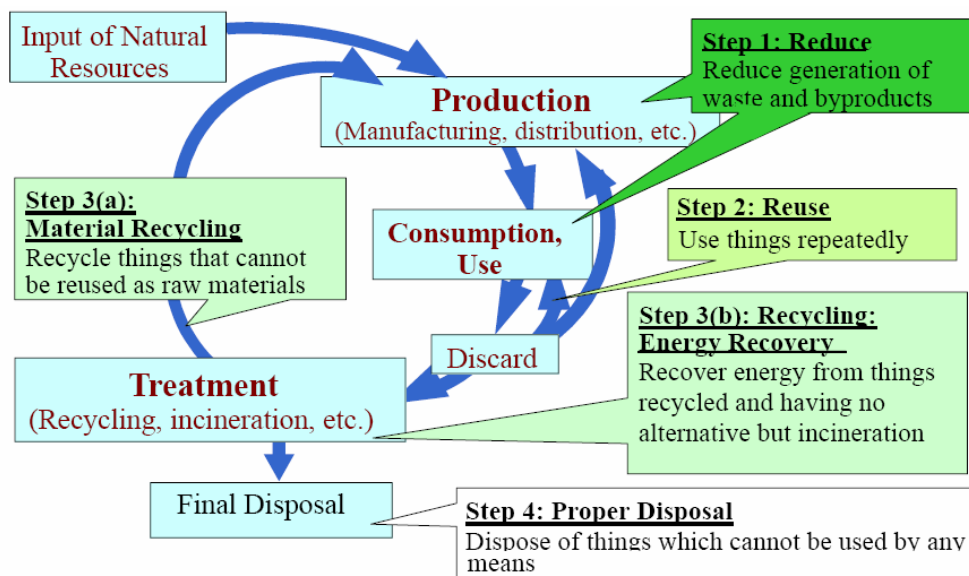 Input of Natural
Resources
Step 1: Reduce
Reduce generation of
waste and byproducts
Production
(Manufacturing, distribution, etc.)
Step 3(a):
Material Recycling
Recycle things that cannot
be reused as raw materials
Consumption,
Use
Step 2: Reuse
Use things repeatedly
Discard
Step 3(b): Recycling:
Energy Recovery
Recover energy from things
recycled and having no
alternative but incineration
Treatment
(Recycling, incineration, etc.)
Final Disposal
Step 4: Proper Disposal
Dispose of things which cannot be used by any
means